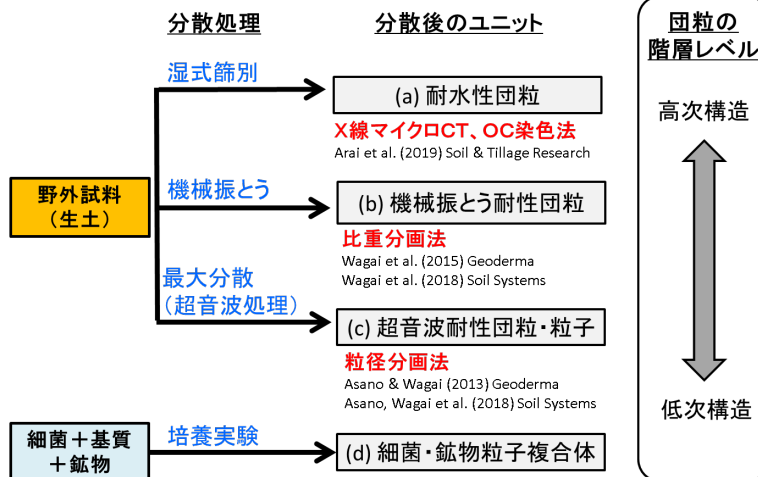 分散処理
分散後のユニット
団粒の
階層レベル
湿式篩別
(a) 耐水性団粒
X線マイクロCT、OC染色法
Arai et al. (2019) Soil & Tillage Research
高次構造
野外試料
（生土）
機械振とう
(b) 機械振とう耐性団粒
比重分画法
Wagai et al. (2015) Geoderma
Wagai et al. (2018) Soil Systems
最大分散
（超音波処理）
(c) 超音波耐性団粒・粒子
粒径分画法
Asano & Wagai (2013) Geoderma
Asano, Wagai et al. (2018) Soil Systems
低次構造
細菌＋基質
＋鉱物
培養実験
(d) 細菌・鉱物粒子複合体